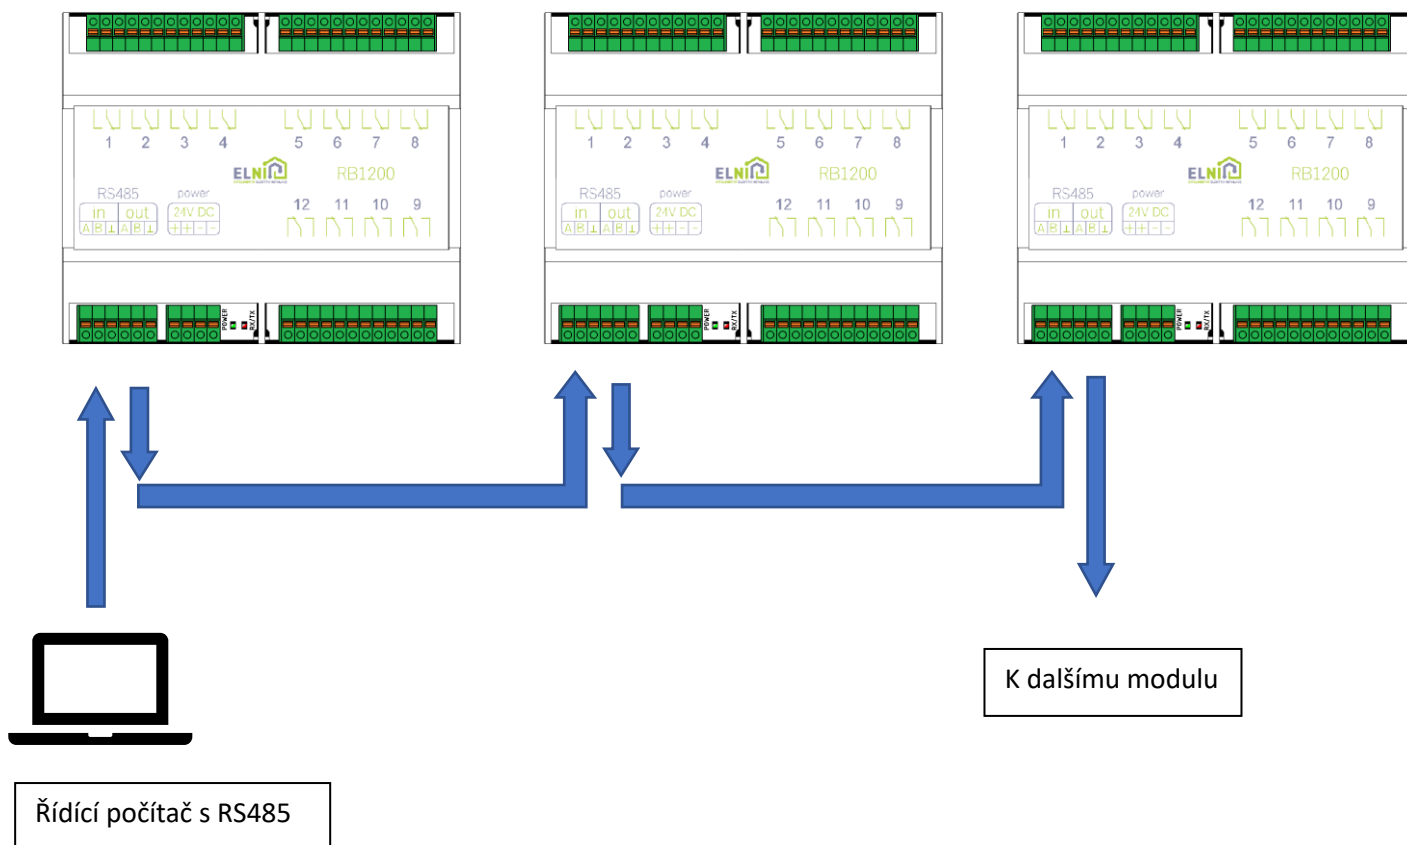 1 2 3 4 5 6 7 8
ELNI RB1200
RS485 power
in out 24V DC
A B ⊥ A B ⊥ + + - -
12 11 10 9
POWER
RX/TX
1 2 3 4 5 6 7 8
ELNI RB1200
RS485 power
in out 24V DC
A B ⊥ A B ⊥ + + - -
12 11 10 9
POWER
RX/TX
1 2 3 4 5 6 7 8
ELNI RB1200
RS485 power
in out 24V DC
A B ⊥ A B ⊥ + + - -
12 11 10 9
POWER
RX/TX
K dalšímu modulu
Řídící počítač s RS485